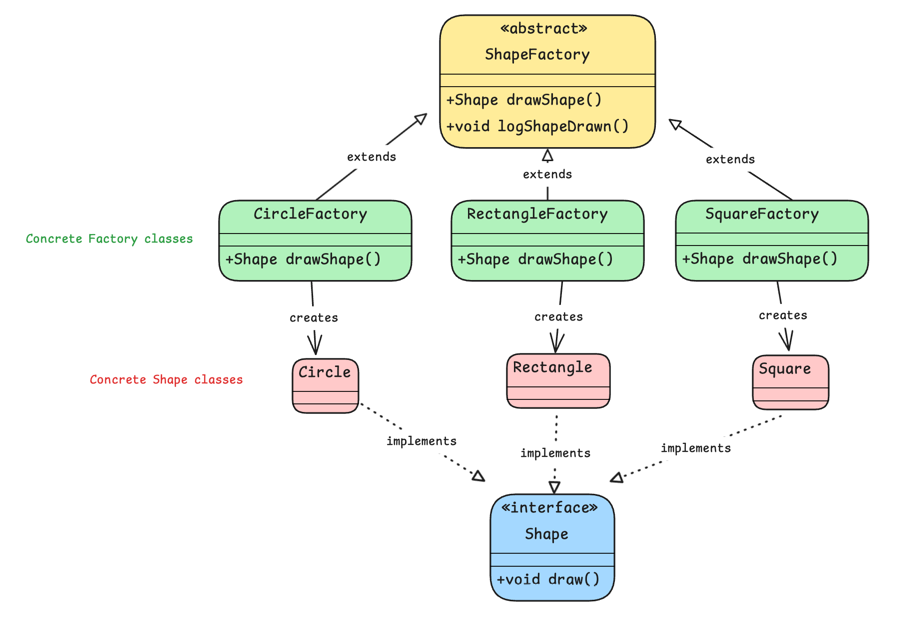 «abstract»
ShapeFactory
+Shape drawShape()
+void logShapeDrawn()
extends
extends
extends
CircleFactory
RectangleFactory
SquareFactory
Concrete Factory classes
+Shape drawShape()
+Shape drawShape()
+Shape drawShape()
creates
creates
creates
Concrete Shape classes
Circle
Rectangle
Square
implements
implements
implements
«interface»
Shape
+void draw()